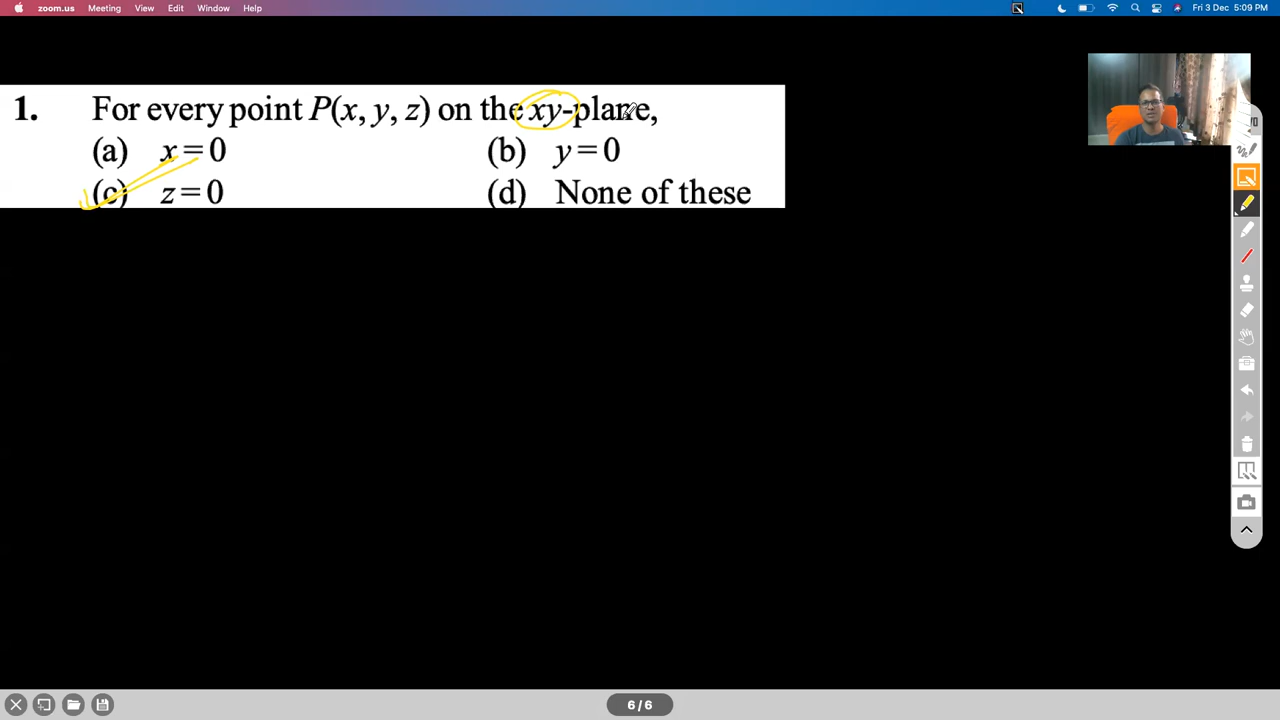 zoom.us Meeting View Edit Window Help Fri 3 Dec 5:09 PM
1. For every point P(x, y, z) on the xy-plane,
(a) x = 0 (b) y = 0
(c) z = 0 (d) None of these
6 / 6